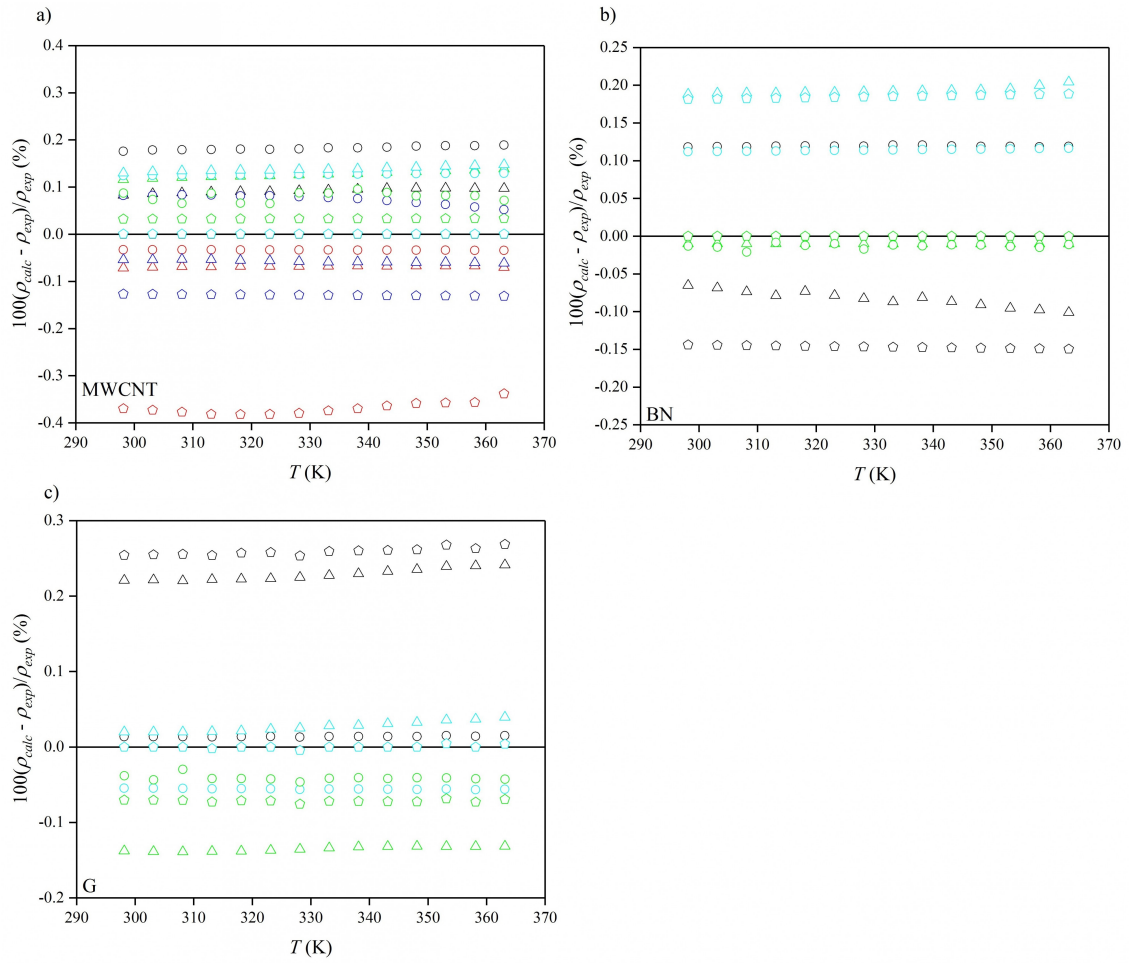 a)
0.4
0.3
0.2
0.1
0.0
-0.1
-0.2
-0.3
-0.4
100(ρcalc - ρexp)/ρexp (%)
MWCNT
290 300 310 320 330 340 350 360 370
T (K)
b)
0.25
0.20
0.15
0.10
0.05
0.00
-0.05
-0.10
-0.15
-0.20
-0.25
100(ρcalc - ρexp)/ρexp (%)
BN
290 300 310 320 330 340 350 360 370
T (K)
c)
0.3
0.2
0.1
0.0
-0.1
-0.2
100(ρcalc - ρexp)/ρexp (%)
G
290 300 310 320 330 340 350 360 370
T (K)